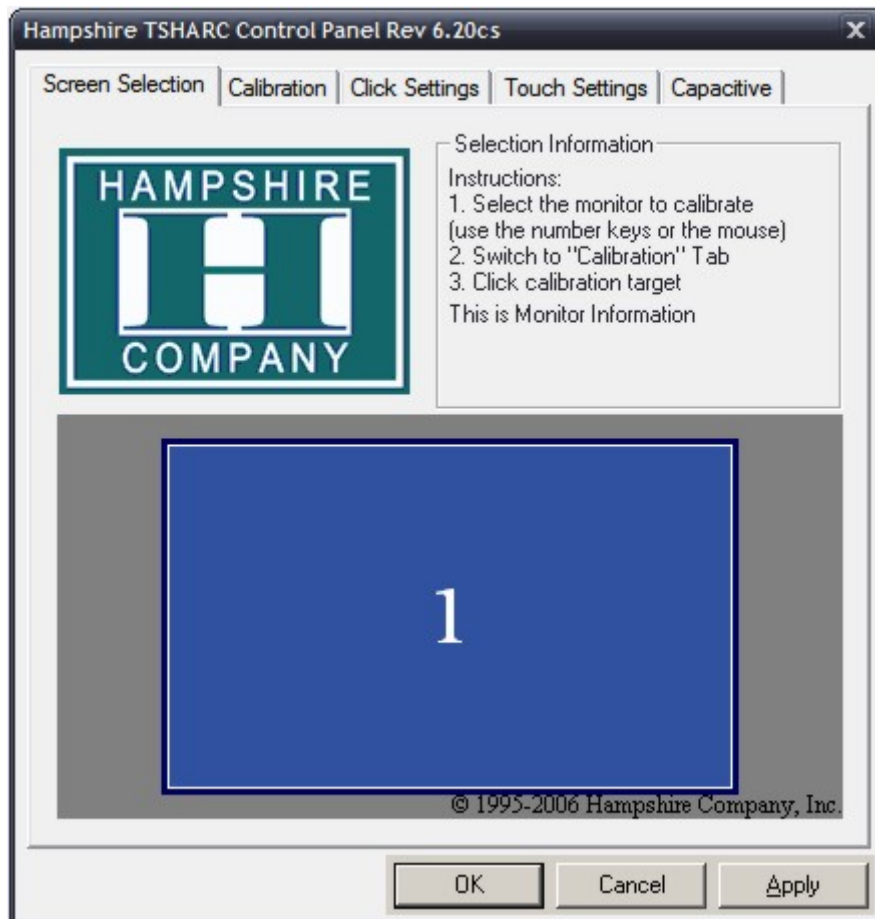 Hampshire TSHARC Control Panel Rev 6.20cs
Screen Selection
Calibration
Click Settings
Touch Settings
Capacitive
HAMPSHIRE
H
COMPANY
Selection Information
Instructions:
1. Select the monitor to calibrate
(use the number keys or the mouse)
2. Switch to "Calibration" Tab
3. Click calibration target
This is Monitor Information
1
© 1995-2006 Hampshire Company, Inc.
OK
Cancel
Apply